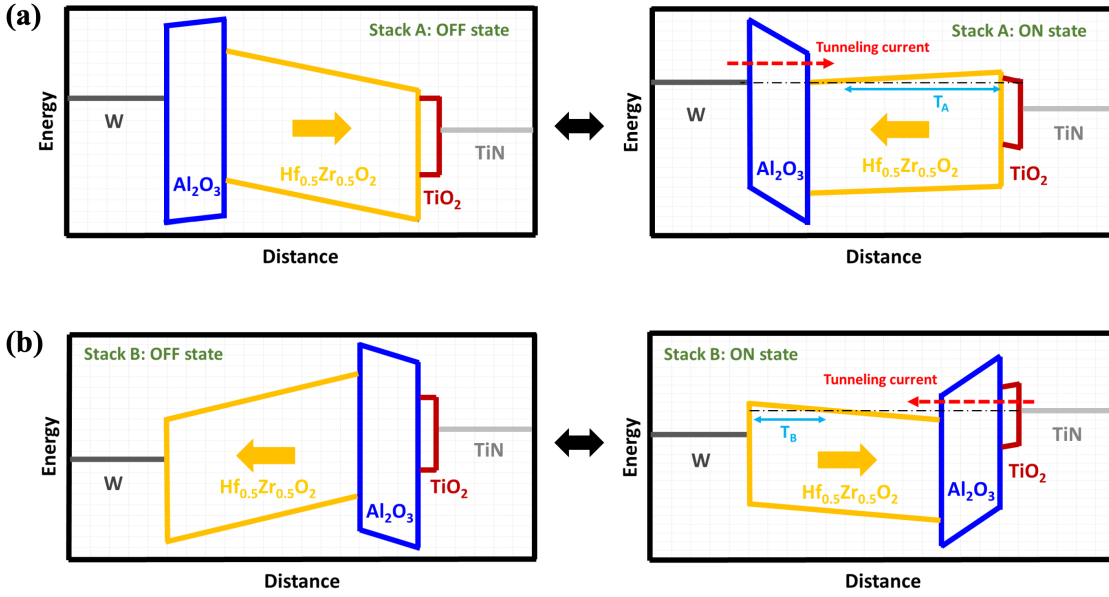 (a)
Stack A: OFF state
Energy
W
Al₂O₃
Hf₀.₅Zr₀.₅O₂
TiO₂
TiN
Distance
Stack A: ON state
Tunneling current
Energy
W
T_A
Al₂O₃
Hf₀.₅Zr₀.₅O₂
TiO₂
TiN
Distance
(b)
Stack B: OFF state
Energy
W
Hf₀.₅Zr₀.₅O₂
Al₂O₃
TiO₂
TiN
Distance
Stack B: ON state
Tunneling current
Energy
W
T_B
Hf₀.₅Zr₀.₅O₂
Al₂O₃
TiO₂
TiN
Distance